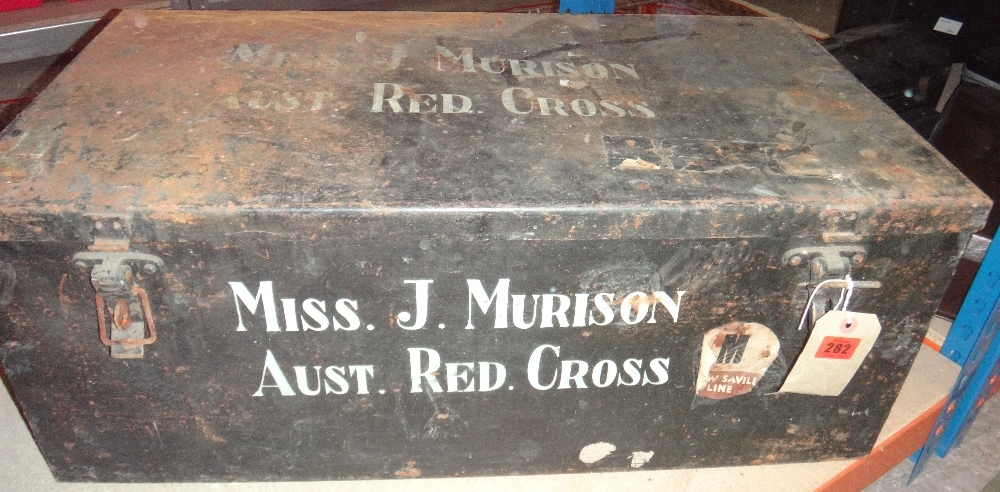 MISS. J. MURISON
AUST. RED. CROSS
MISS. J. MURISON
AUST. RED. CROSS
M
W SAVILL
LINE
282